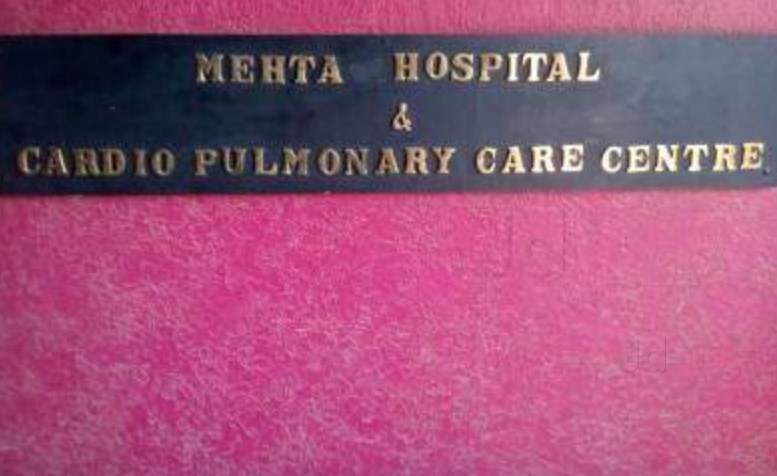 MEHTA HOSPITAL
&
CARDIO PULMONARY CARE CENTRE